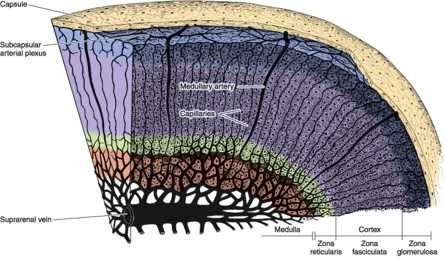 Capsule
Subcapsular
arterial plexus
Medullary artery
Capillaries
Suprarenal vein
Medulla
Cortex
Zona
reticularis
Zona
fasciculata
Zona
glomerulosa